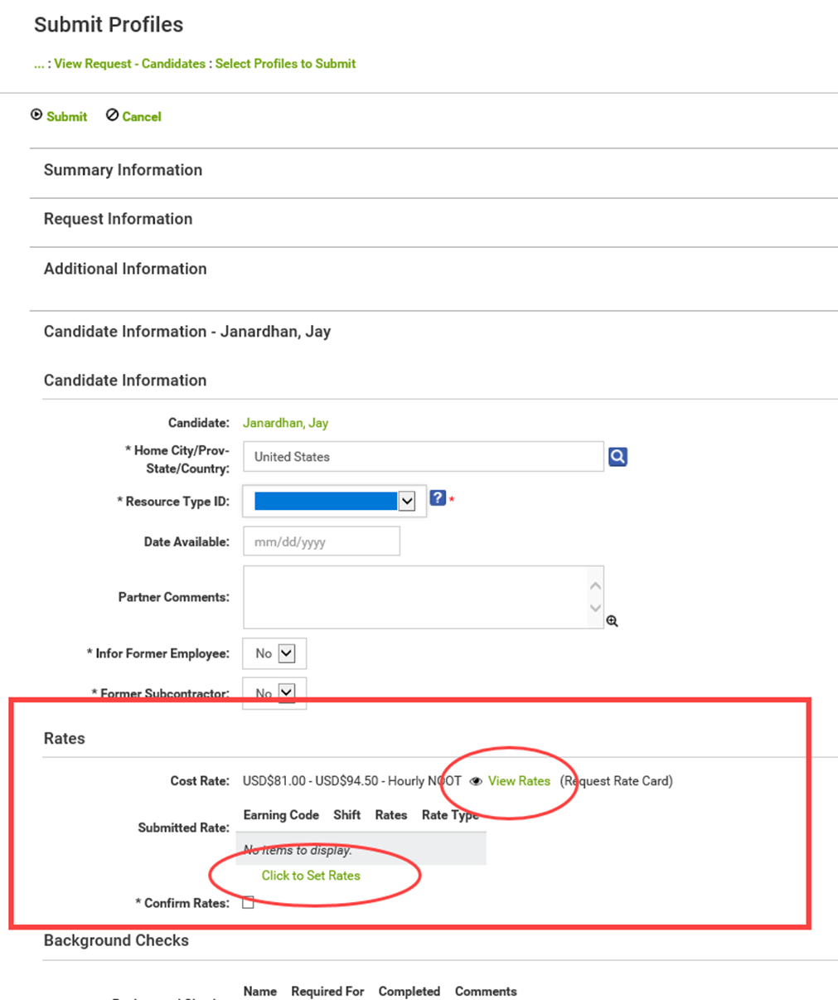 Submit Profiles
... : View Request - Candidates : Select Profiles to Submit
Submit Cancel
Summary Information
Request Information
Additional Information
Candidate Information - Janardhan, Jay
Candidate Information
Candidate: Janardhan, Jay
* Home City/Prov-
State/Country: United States
* Resource Type ID: ? *
Date Available: mm/dd/yyyy
Partner Comments:
* Infor Former Employee: No
* Former Subcontractor: No
Rates
Cost Rate: USD$81.00 - USD$94.50 - Hourly NOOT View Rates (Request Rate Card)
Earning Code Shift Rates Rate Type
Submitted Rate:
No items to display.
Click to Set Rates
* Confirm Rates:
Background Checks
Name Required For Completed Comments